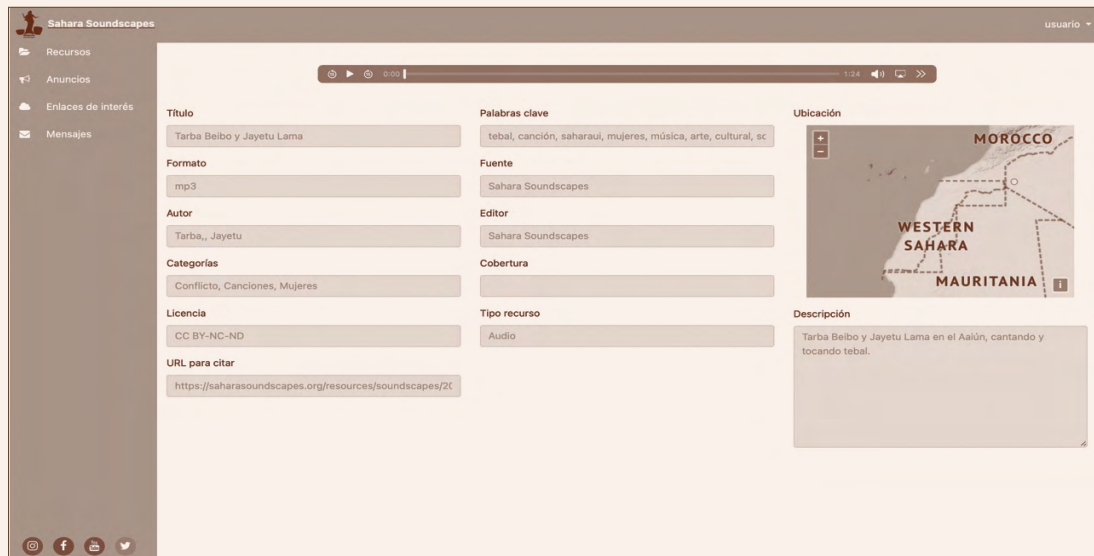 Sahara Soundscapes
usuario
Recursos
Anuncios
Enlaces de interés
Mensajes
0:00
1:24
Título
Tarba Beibo y Jayetu Lama
Formato
mp3
Autor
Tarba,, Jayetu
Categorías
Conflicto, Canciones, Mujeres
Licencia
CC BY-NC-ND
URL para citar
https://saharasoundscapes.org/resources/soundscapes/20
Palabras clave
tebal, canción, saharaui, mujeres, música, arte, cultural, sc
Fuente
Sahara Soundscapes
Editor
Sahara Soundscapes
Cobertura
Tipo recurso
Audio
Ubicación
+
−
MOROCCO
WESTERN
SAHARA
MAURITANIA
i
Descripción
Tarba Beibo y Jayetu Lama en el Aaiún, cantando y
tocando tebal.